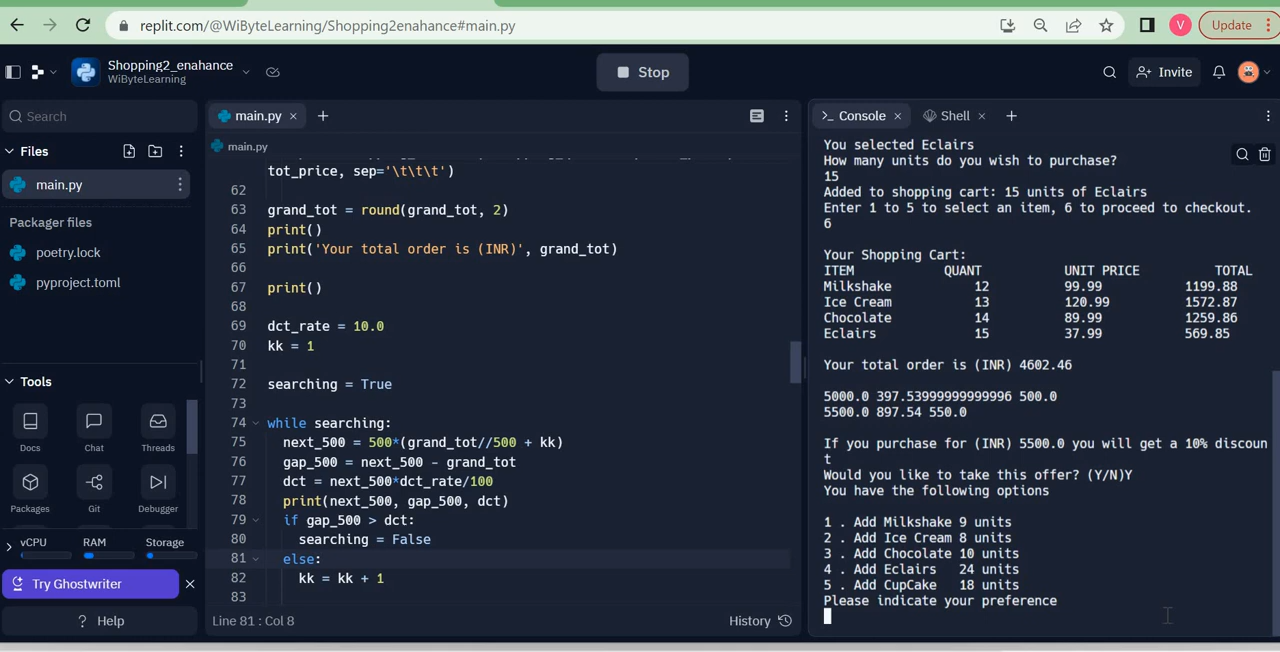 replit.com/@WiByteLearning/Shopping2enahance#main.py
V
Update
Shopping2_enahance
WiByteLearning
Stop
Invite
Search
main.py
Console
Shell
Files
main.py
main.py
Packager files
poetry.lock
pyproject.toml
Tools
Docs
Chat
Threads
Packages
Git
Debugger
vCPU
RAM
Storage
Try Ghostwriter
? Help
tot_price, sep='\t\t\t')
62
63 grand_tot = round(grand_tot, 2)
64 print()
65 print('Your total order is (INR)', grand_tot)
66
67 print()
68
69 dct_rate = 10.0
70 kk = 1
71
72 searching = True
73
74 while searching:
75 next_500 = 500*(grand_tot//500 + kk)
76 gap_500 = next_500 - grand_tot
77 dct = next_500*dct_rate/100
78 print(next_500, gap_500, dct)
79 if gap_500 > dct:
80 searching = False
81 else:
82 kk = kk + 1
83
Line 81 : Col 8
History
You selected Eclairs
How many units do you wish to purchase?
15
Added to shopping cart: 15 units of Eclairs
Enter 1 to 5 to select an item, 6 to proceed to checkout.
6
Your Shopping Cart:
ITEM QUANT UNIT PRICE TOTAL
Milkshake 12 99.99 1199.88
Ice Cream 13 120.99 1572.87
Chocolate 14 89.99 1259.86
Eclairs 15 37.99 569.85
Your total order is (INR) 4602.46
5000.0 397.53999999999996 500.0
5500.0 897.54 550.0
If you purchase for (INR) 5500.0 you will get a 10% discoun
t
Would you like to take this offer? (Y/N)Y
You have the following options
1 . Add Milkshake 9 units
2 . Add Ice Cream 8 units
3 . Add Chocolate 10 units
4 . Add Eclairs 24 units
5 . Add CupCake 18 units
Please indicate your preference